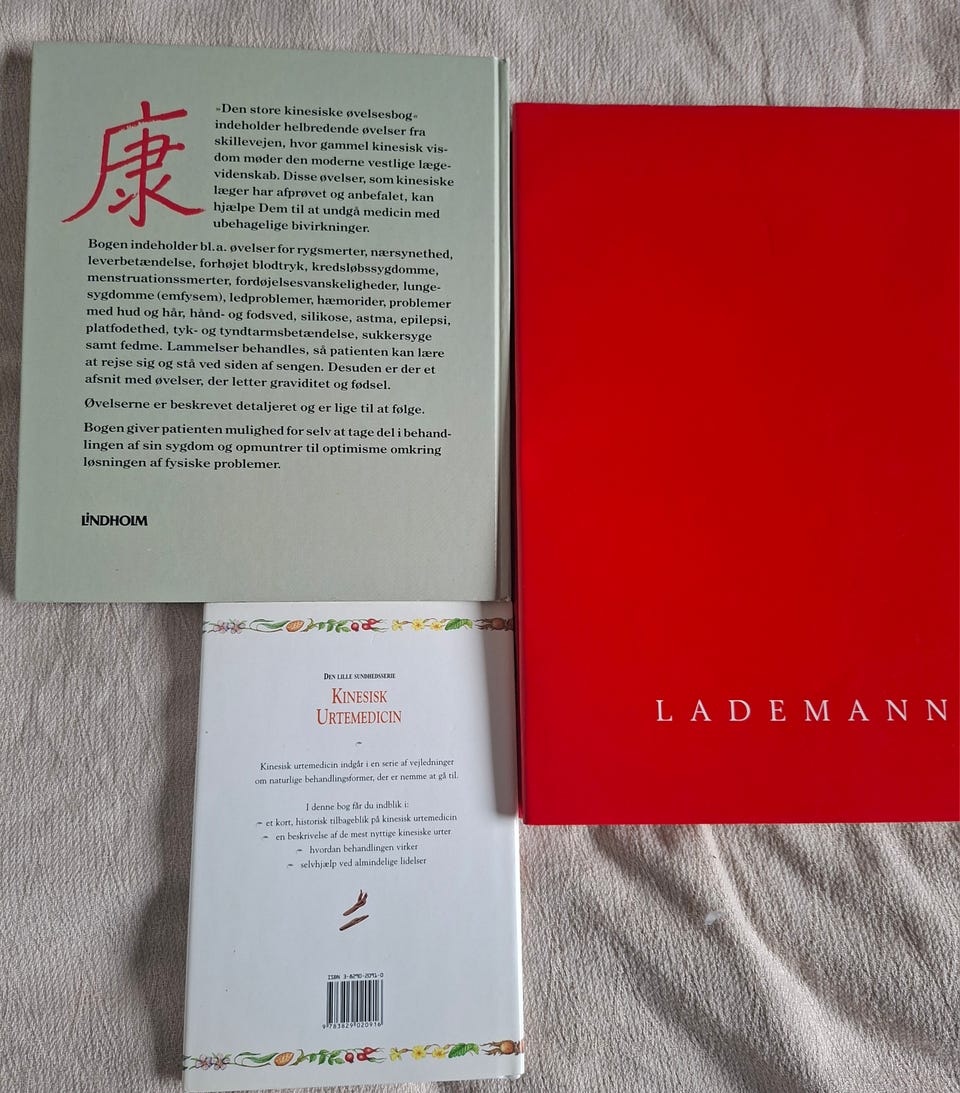 康
»Den store kinesiske øvelsesbog«
indeholder helbredende øvelser fra
skillevejen, hvor gammel kinesisk vis-
dom møder den moderne vestlige læge-
videnskab. Disse øvelser, som kinesiske
læger har afprøvet og anbefalet, kan
hjælpe Dem til at undgå medicin med
ubehagelige bivirkninger.
Bogen indeholder bl.a. øvelser for rygsmerter, nærsynethed,
leverbetændelse, forhøjet blodtryk, kredsløbssygdomme,
menstruationssmerter, fordøjelsesvanskeligheder, lunge-
sygdomme (emfysem), ledproblemer, hæmorider, problemer
med hud og hår, hånd- og fodsved, silikose, astma, epilepsi,
platfodethed, tyk- og tyndtarmsbetændelse, sukkersyge
samt fedme. Lammelser behandles, så patienten kan lære
at rejse sig og stå ved siden af sengen. Desuden er der et
afsnit med øvelser, der letter graviditet og fødsel.
Øvelserne er beskrevet detaljeret og er lige til at følge.
Bogen giver patienten mulighed for selv at tage del i behand-
lingen af sin sygdom og opmuntrer til optimisme omkring
løsningen af fysiske problemer.
LINDHOLM
LADEMANN
DEN LILLE SUNDHEDSSERIE
KINESISK
URTEMEDICIN
Kinesisk urtemedicin indgår i en serie af vejledninger
om naturlige behandlingsformer, der er nemme at gå til.
I denne bog får du indblik i:
et kort, historisk tilbageblik på kinesisk urtemedicin
en beskrivelse af de mest nyttige kinesiske urter
hvordan behandlingen virker
selvhjælp ved almindelige lidelser
ISBN 3-8290-2091-0
9 783829 020916